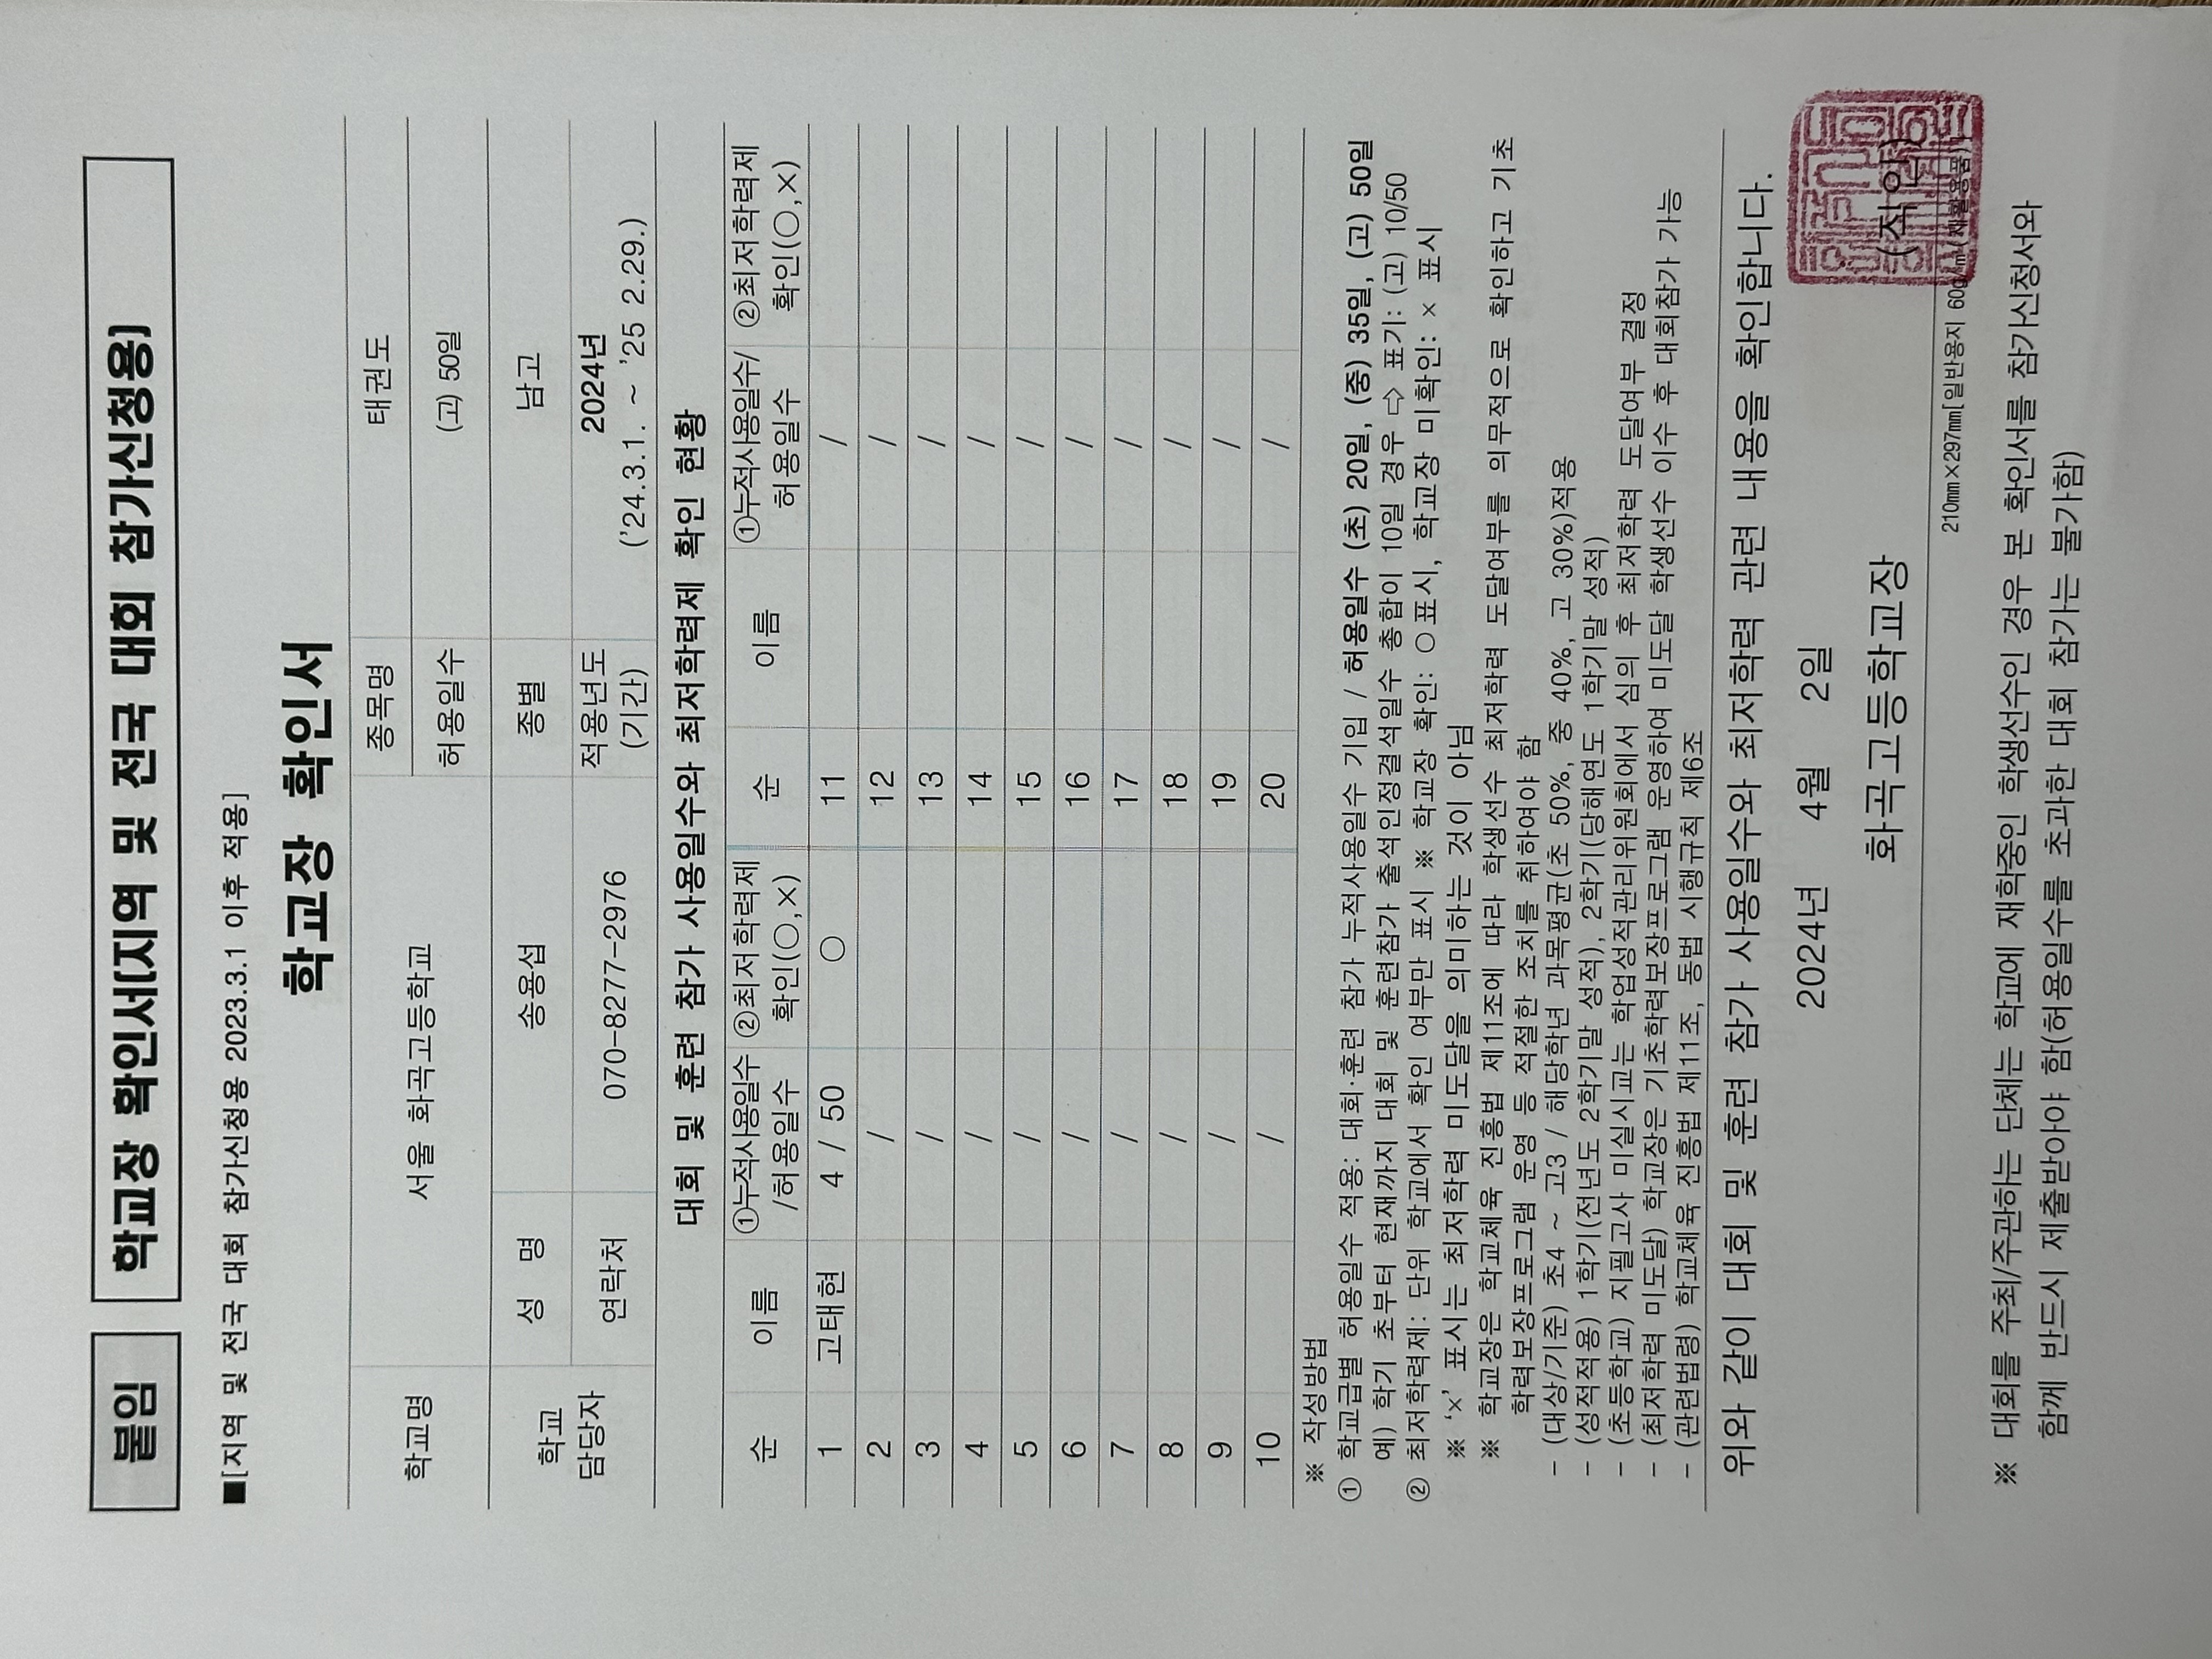 붙임
학교장 확인서(지역 및 전국 대회 참가신청용)
■[지역 및 전국 대회 참가신청용 2023.3.1 이후 적용]
학교장 확인서
학교명 서울 화곡고등학교 종목명 태권도
허용일수 (고) 50일
학교
담당자
성 명 송용섭 종별 남고
연락처 070-8277-2976 적용년도
(기간)
2024년
('24.3.1. ~ '25 2.29.)
대회 및 훈련 참가 사용일수와 최저학력제 확인 현황
순 이름 ①누적사용일수
/허용일수
②최저학력제
확인(○,×)
순 이름 ①누적사용일수/
허용일수
②최저학력제
확인(○,×)
1 고태현 4 / 50 ○ 11 /
2 / 12 /
3 / 13 /
4 / 14 /
5 / 15 /
6 / 16 /
7 / 17 /
8 / 18 /
9 / 19 /
10 / 20 /
※ 작성방법
① 학교급별 허용일수 적용: 대회·훈련 참가 누적사용일수 기입 / 허용일수 (초) 20일, (중) 35일, (고) 50일
예) 학기 초부터 현재까지 대회 및 훈련참가 출석인정결석일수 총합이 10일 경우 ⇨ 표기: (고) 10/50
② 최저학력제: 단위 학교에서 확인 여부만 표시 ※ 학교장 확인: ○표시, 학교장 미확인: × 표시
※ '×' 표시는 최저학력 미도달을 의미하는 것이 아님
※ 학교장은 학교체육 진흥법 제11조에 따라 학생선수 최저학력 도달여부를 의무적으로 확인하고 기초
학력보장프로그램 운영 등 적절한 조치를 취하여야 함
- (대상/기준) 초4 ~ 고3 / 해당학년 과목평균(초 50%, 중 40%, 고 30%)적용
- (성적적용) 1학기(전년도 2학기말 성적), 2학기(당해연도 1학기말 성적)
- (초등학교) 지필고사 미실시교는 학업성적관리위원회에서 심의 후 최저학력 도달여부 결정
- (최저학력 미도달) 학교장은 기초학력보장프로그램 운영하여 미도달 학생선수 이수 후 대회참가 가능
- (관련법령) 학교체육 진흥법 제11조, 동법 시행규칙 제6조
위와 같이 대회 및 훈련 참가 사용일수와 최저학력 관련 내용을 확인합니다.
2024년 4월 2일
화곡고등학교장 (직인)
210㎜×297㎜[일반용지 60g/㎡(재활용품)]
※ 대회를 주최/주관하는 단체는 학교에 재학중인 학생선수인 경우 본 확인서를 참가신청서와
함께 반드시 제출받아야 함(허용일수를 초과한 대회 참가는 불가함)